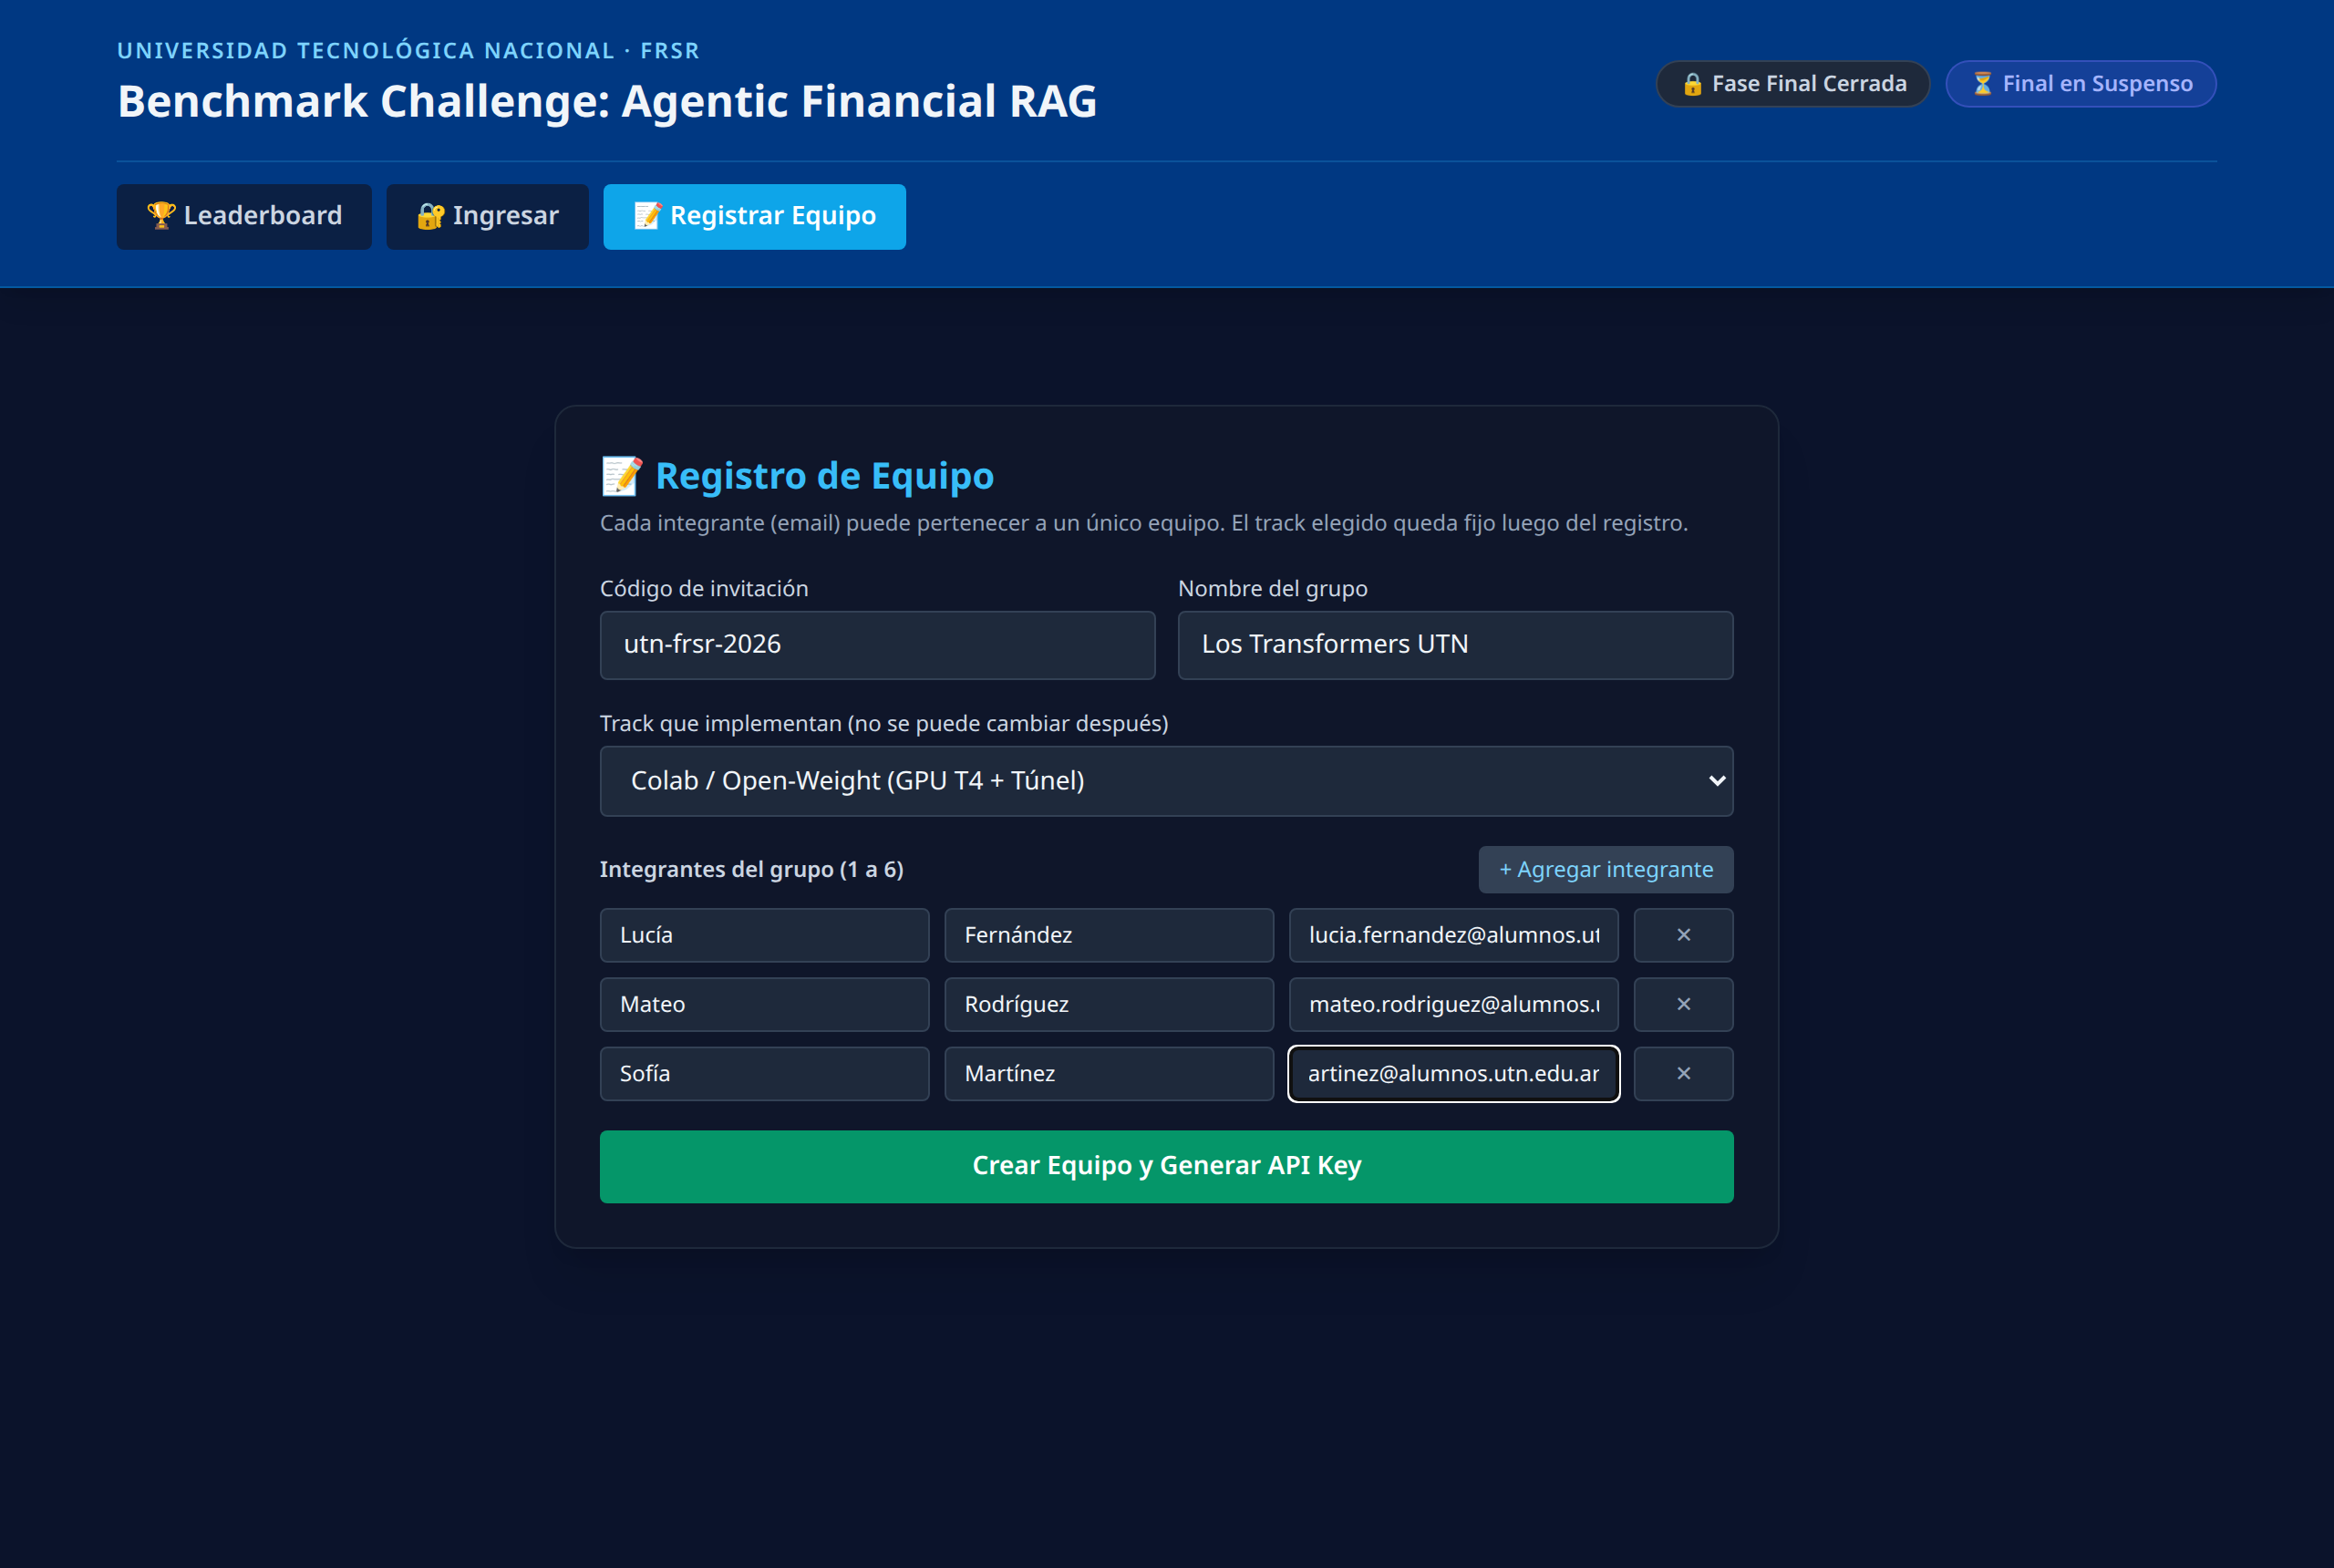 UNIVERSIDAD TECNOLÓGICA NACIONAL · FRSR
Benchmark Challenge: Agentic Financial RAG
🔒 Fase Final Cerrada
⏳ Final en Suspenso
🏆 Leaderboard
🔐 Ingresar
📝 Registrar Equipo
📝 Registro de Equipo
Cada integrante (email) puede pertenecer a un único equipo. El track elegido queda fijo luego del registro.
Código de invitación
Nombre del grupo
utn-frsr-2026
Los Transformers UTN
Track que implementan (no se puede cambiar después)
Colab / Open-Weight (GPU T4 + Túnel)
Integrantes del grupo (1 a 6)
+ Agregar integrante
Lucía
Fernández
lucia.fernandez@alumnos.ut
✕
Mateo
Rodríguez
mateo.rodriguez@alumnos.u
✕
Sofía
Martínez
artinez@alumnos.utn.edu.ar
✕
Crear Equipo y Generar API Key